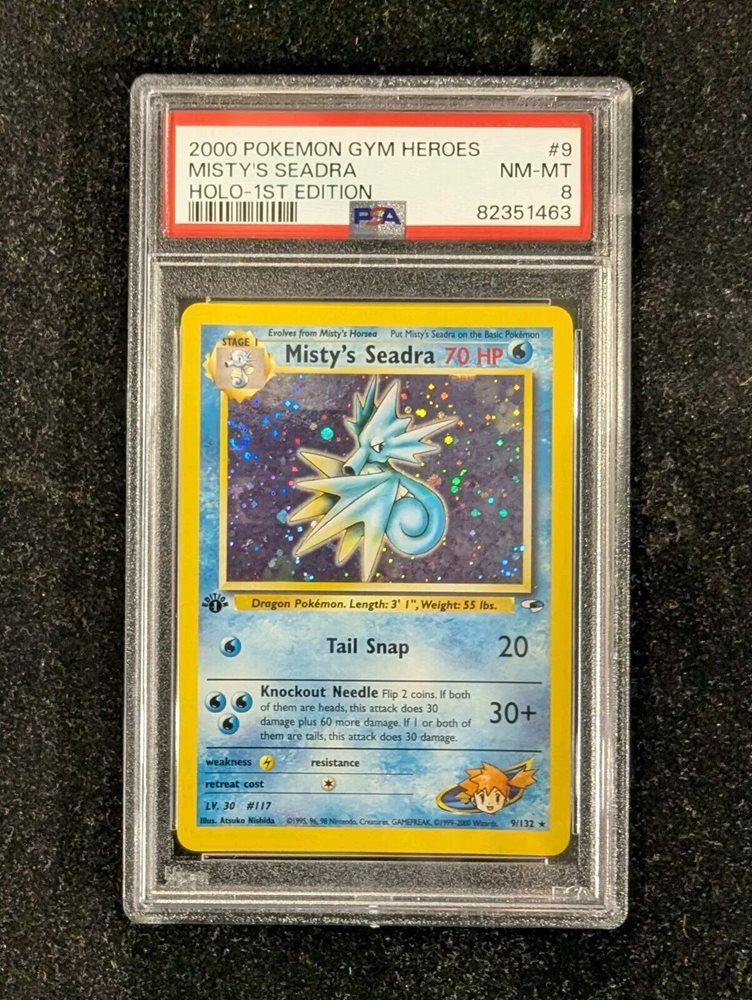 2000 POKEMON GYM HEROES #9
MISTY'S SEADRA NM-MT
HOLO-1ST EDITION 8
PSA 82351463
Evolves from Misty's Horsea Put Misty's Seadra on the Basic Pokémon
STAGE 1
Misty's Seadra 70 HP
EDITION 1
Dragon Pokémon. Length: 3' 1", Weight: 55 lbs.
Tail Snap 20
Knockout Needle Flip 2 coins. If both
of them are heads, this attack does 30
damage plus 60 more damage. If 1 or both of
them are tails, this attack does 30 damage.
30+
weakness resistance
retreat cost
LV. 30 #117
Illus. Atsuko Nishida ©1995, 96, 98 Nintendo, Creatures, GAMEFREAK. ©1999-2000 Wizards. 9/132 ★
PSA